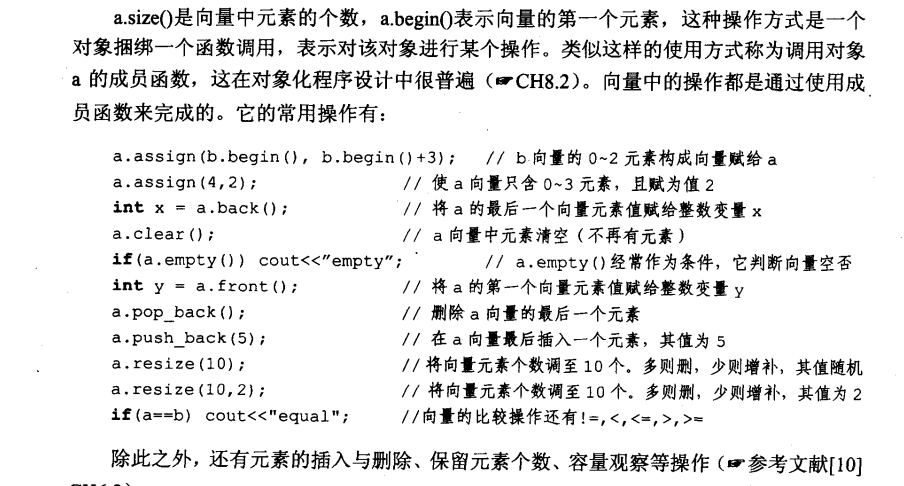 a.size()是向量中元素的个数，a.begin()表示向量的第一个元素，这种操作方式是一个
对象捆绑一个函数调用，表示对该对象进行某个操作。类似这样的使用方式称为调用对象
a 的成员函数，这在对象化程序设计中很普遍（☞CH8.2）。向量中的操作都是通过使用成
员函数来完成的。它的常用操作有：
a.assign(b.begin(), b.begin()+3); // b 向量的 0~2 元素构成向量赋给 a
a.assign(4,2); // 使 a 向量只含 0~3 元素，且赋为值 2
int x = a.back(); // 将 a 的最后一个向量元素值赋给整数变量 x
a.clear(); // a 向量中元素清空（不再有元素）
if(a.empty()) cout<<"empty"; // a.empty()经常作为条件，它判断向量空否
int y = a.front(); // 将 a 的第一个向量元素值赋给整数变量 y
a.pop_back(); // 删除 a 向量的最后一个元素
a.push_back(5); // 在 a 向量最后插入一个元素，其值为 5
a.resize(10); // 将向量元素个数调至 10 个。多则删，少则增补，其值随机
a.resize(10,2); // 将向量元素个数调至 10 个。多则删，少则增补，其值为 2
if(a==b) cout<<"equal"; //向量的比较操作还有!=,<,<=,>,>=
除此之外，还有元素的插入与删除、保留元素个数、容量观察等操作（☞参考文献[10]